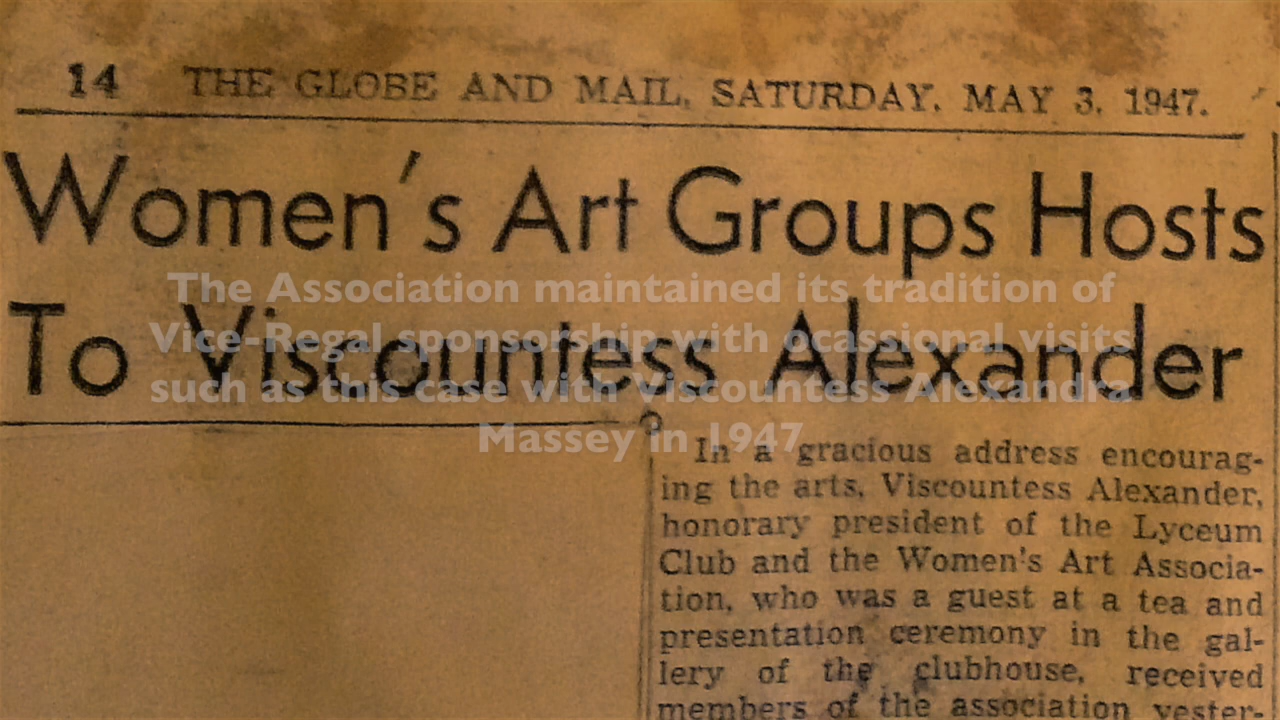 14 THE GLOBE AND MAIL, SATURDAY, MAY 3, 1947.
Women's Art Groups Hosts
To Viscountess Alexander
The Association maintained its tradition of
Vice-Regal sponsorship with ocassional visits
such as this case with Viscountess Alexandra
Massey in 1947
In a gracious address encourag-
ing the arts, Viscountess Alexander,
honorary president of the Lyceum
Club and the Women's Art Associa-
tion, who was a guest at a tea and
presentation ceremony in the gal-
lery of the clubhouse, received
members of the association yester-